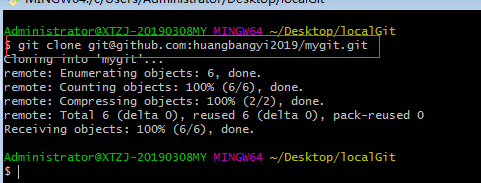 MINGW64:/c/Users/Administrator/Desktop/localGit
Administrator@XTZJ-20190308MY MINGW64 ~/Desktop/localGit
$ git clone git@github.com:huangbangyi2019/mygit.git
Cloning into 'mygit'...
remote: Enumerating objects: 6, done.
remote: Counting objects: 100% (6/6), done.
remote: Compressing objects: 100% (2/2), done.
remote: Total 6 (delta 0), reused 6 (delta 0), pack-reused 0
Receiving objects: 100% (6/6), done.
Administrator@XTZJ-20190308MY MINGW64 ~/Desktop/localGit
$